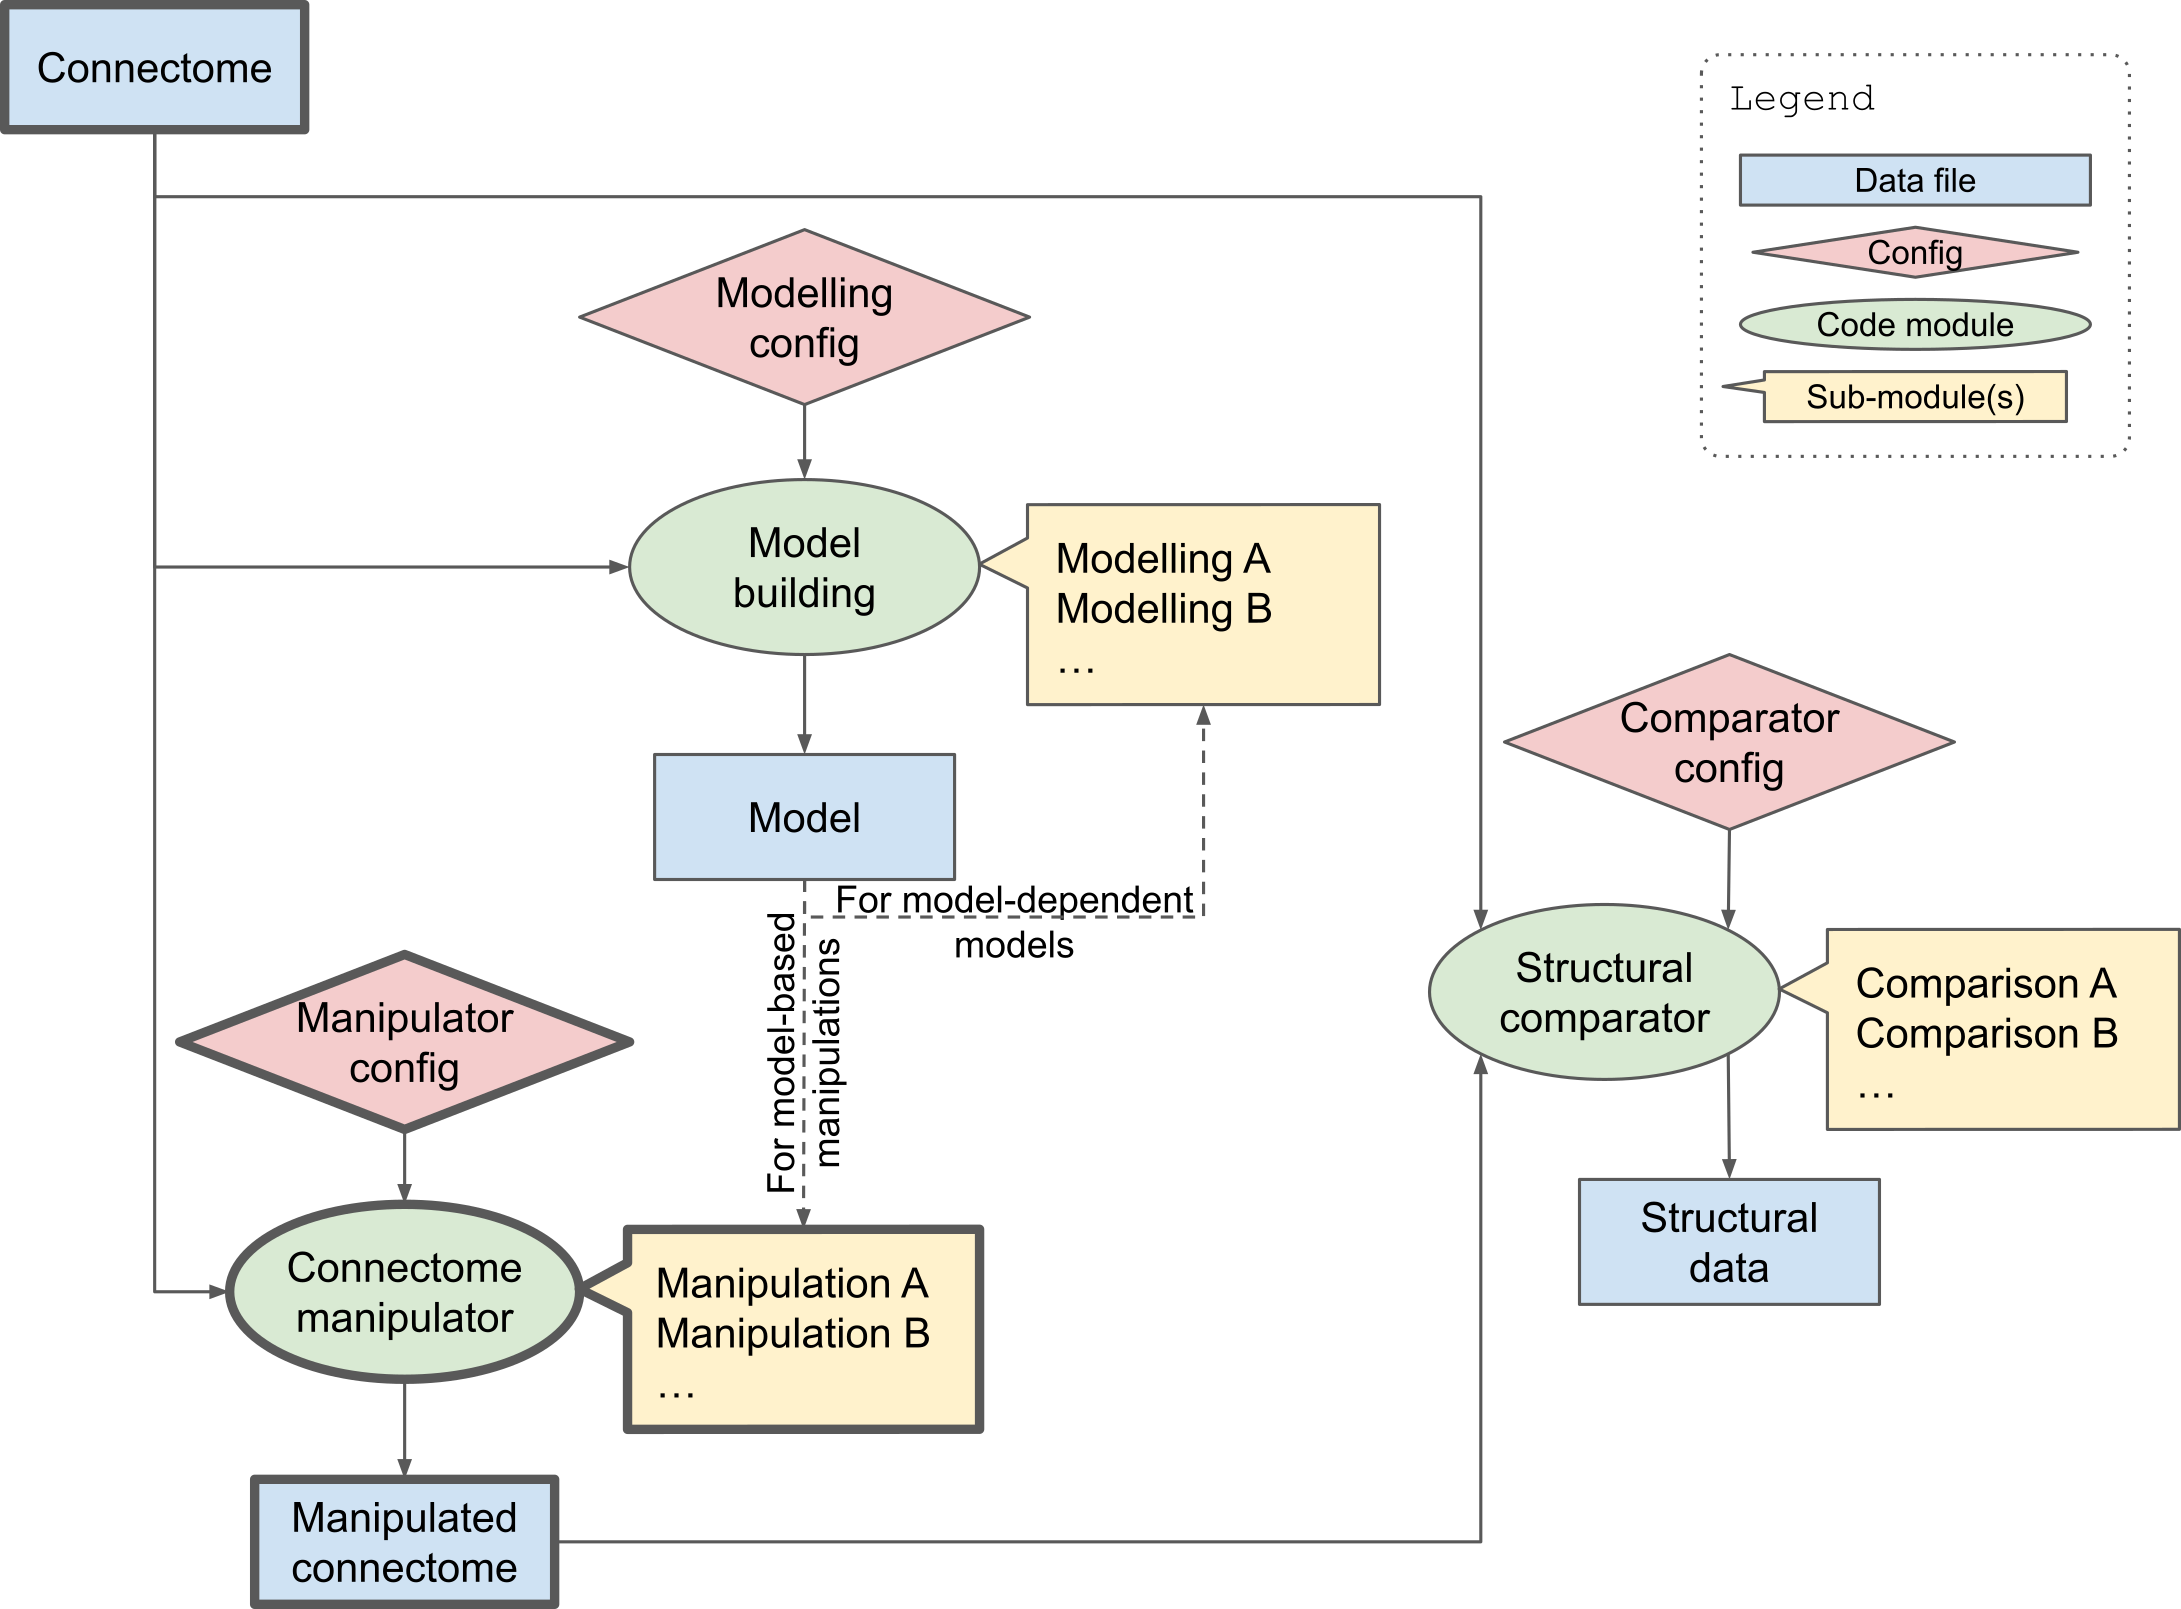 Connectome
Legend
Data file
Config
Code module
Sub-module(s)
Modelling
config
Model
building
Modelling A
Modelling B
…
Model
For model-dependent
models
For model-based
manipulations
Comparator
config
Structural
comparator
Comparison A
Comparison B
…
Structural
data
Manipulator
config
Connectome
manipulator
Manipulation A
Manipulation B
…
Manipulated
connectome